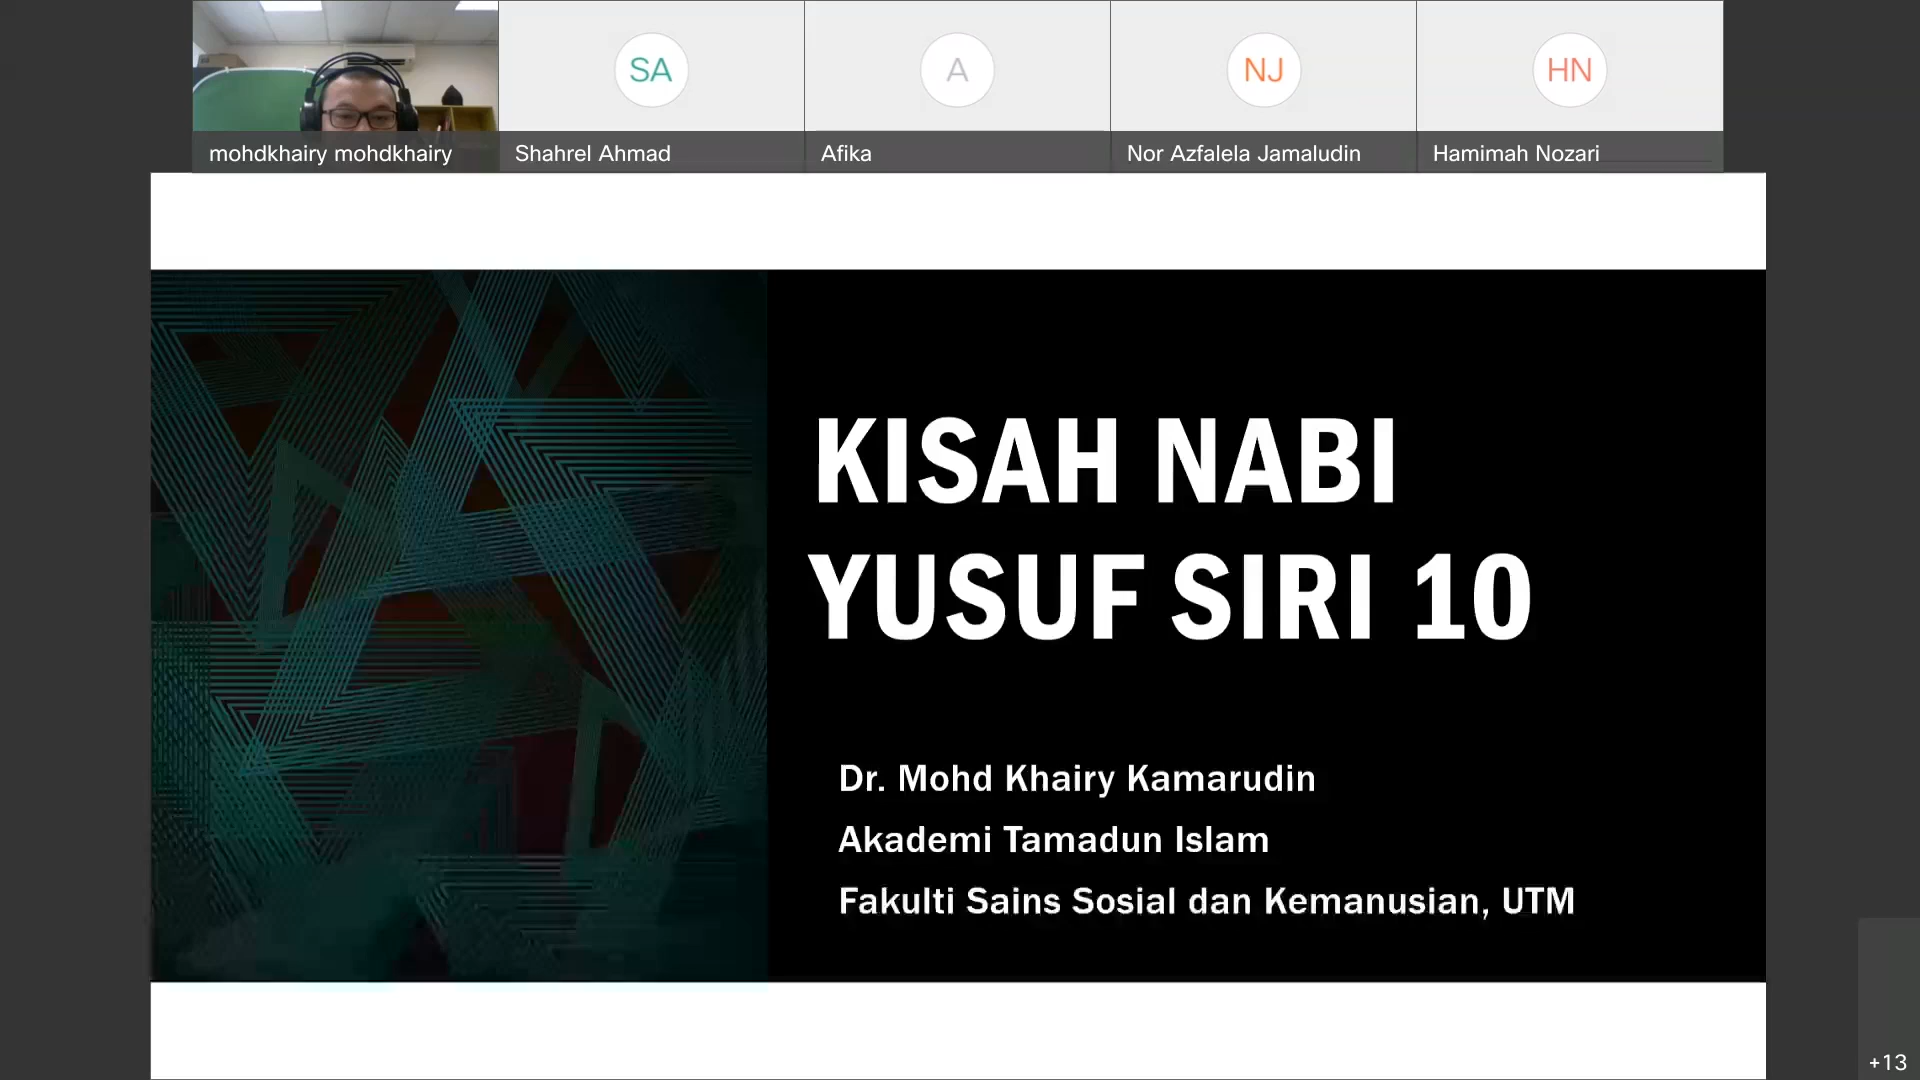 SA
A
NJ
HN
mohdkhairy mohdkhairy
Shahrel Ahmad
Afika
Nor Azfalela Jamaludin
Hamimah Nozari
KISAH NABI
YUSUF SIRI 10
Dr. Mohd Khairy Kamarudin
Akademi Tamadun Islam
Fakulti Sains Sosial dan Kemanusian, UTM
+13